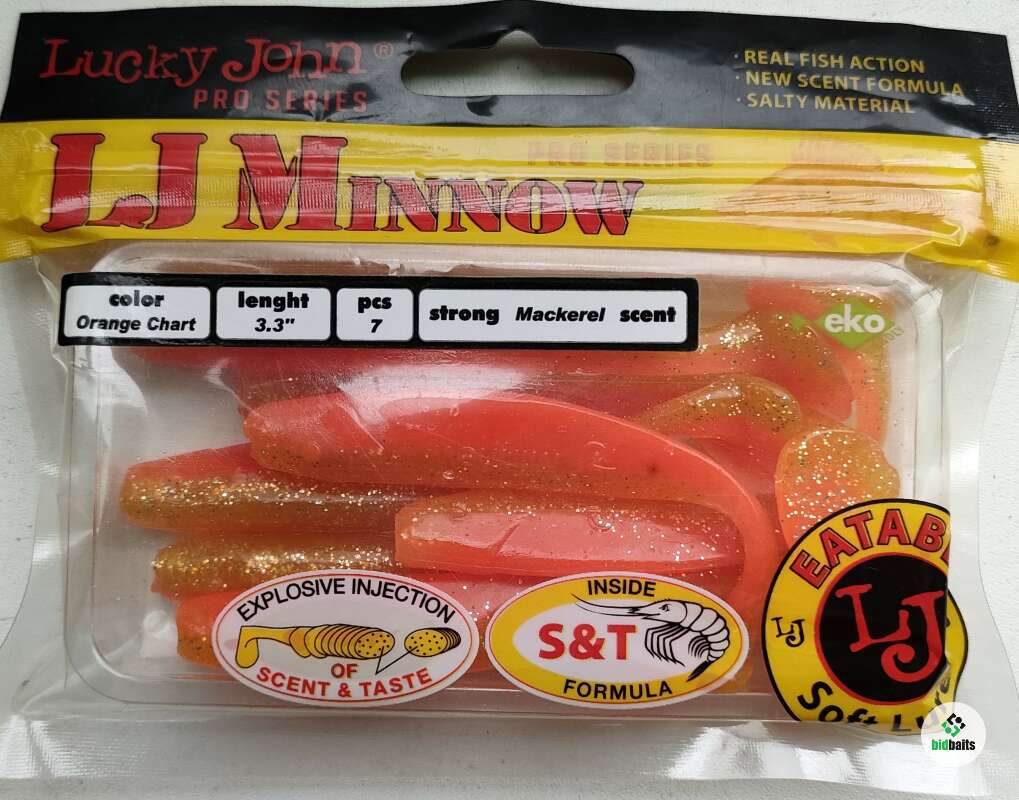 Lucky John®
PRO SERIES
· REAL FISH ACTION
· NEW SCENT FORMULA
· SALTY MATERIAL
PRO SERIES
LJ MINNOW
color
Orange Chart
lenght
3.3"
pcs
7
strong Mackerel scent
eko
EXPLOSIVE INJECTION
OF
SCENT & TASTE
INSIDE
S&T
FORMULA
LJ
LJ
Soft
bidbaits